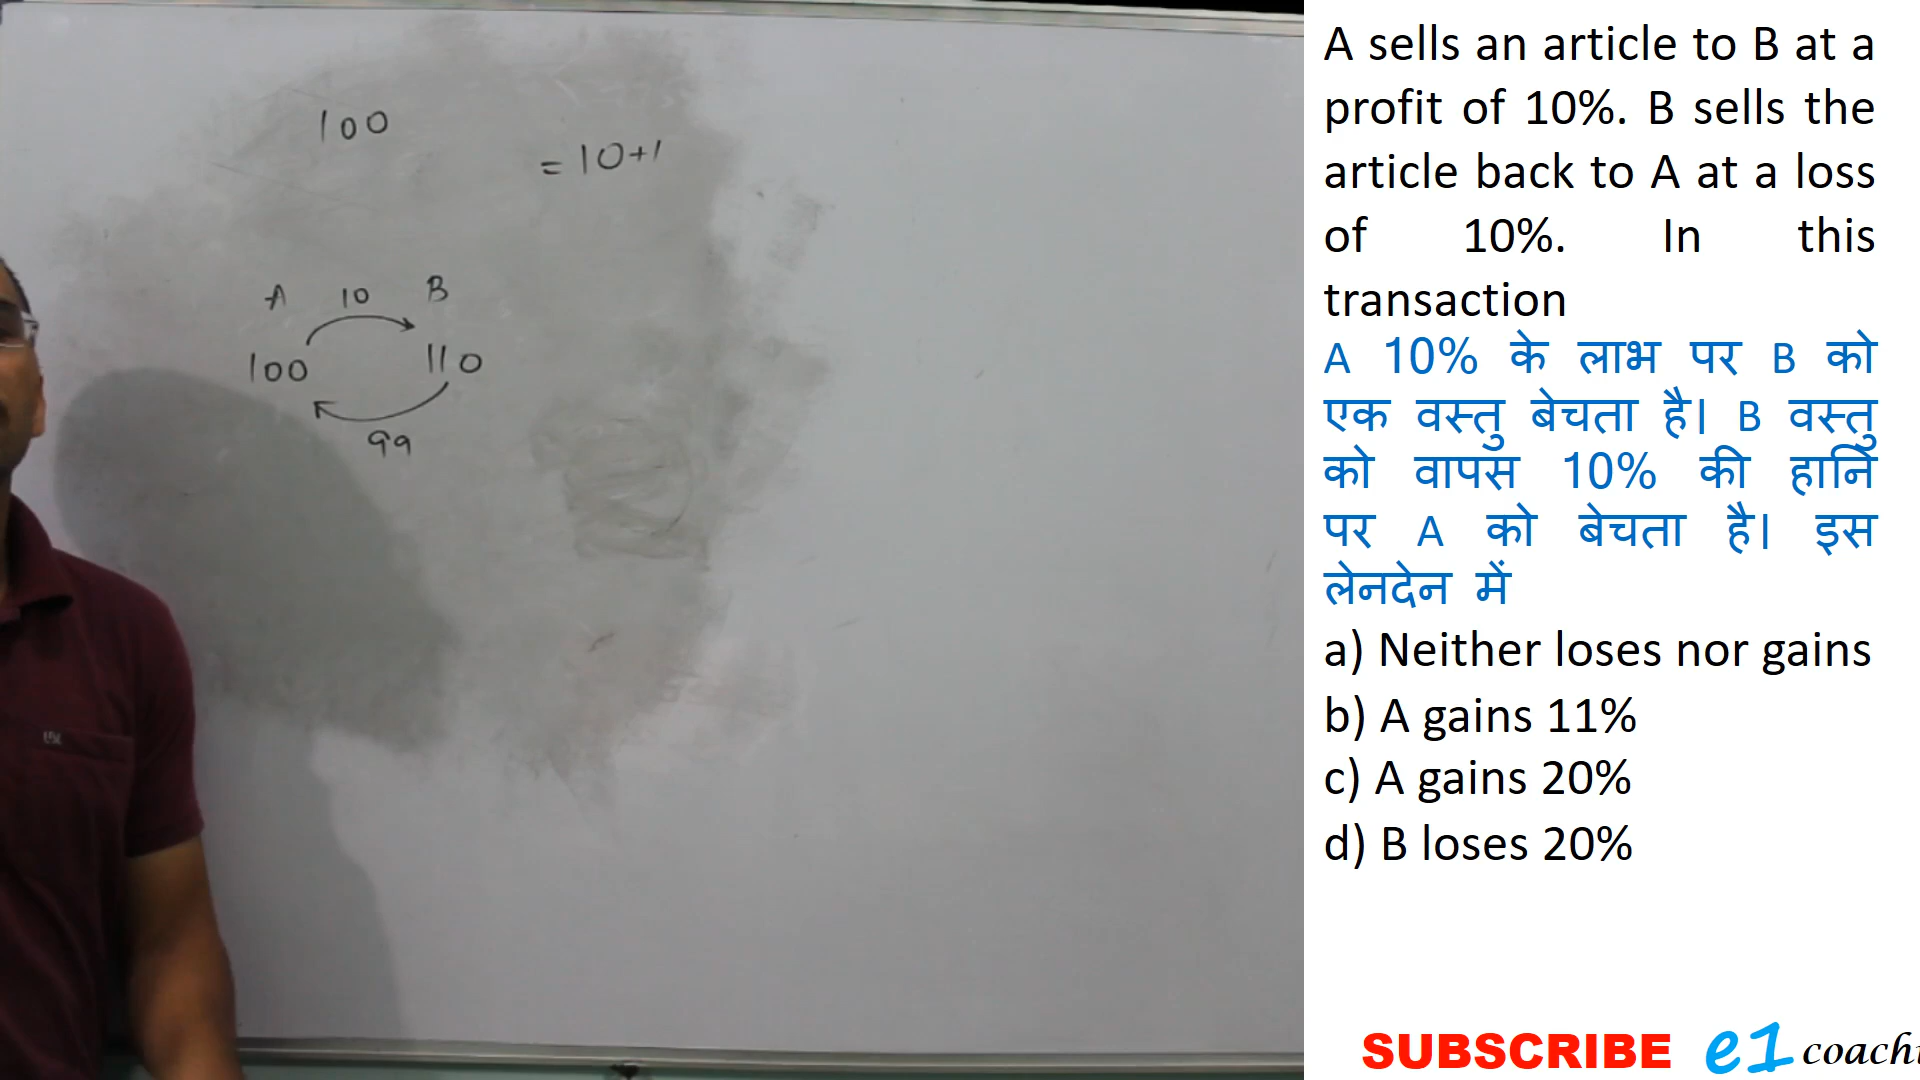 100
= 10+1
A 10 B
100 110
99
A sells an article to B at a
profit of 10%. B sells the
article back to A at a loss
of 10%. In this
transaction
A 10% के लाभ पर B को
एक वस्तु बेचता है। B वस्तु
को वापस 10% की हानि
पर A को बेचता है। इस
लेनदेन में
a) Neither loses nor gains
b) A gains 11%
c) A gains 20%
d) B loses 20%
SUBSCRIBE e1 coachi